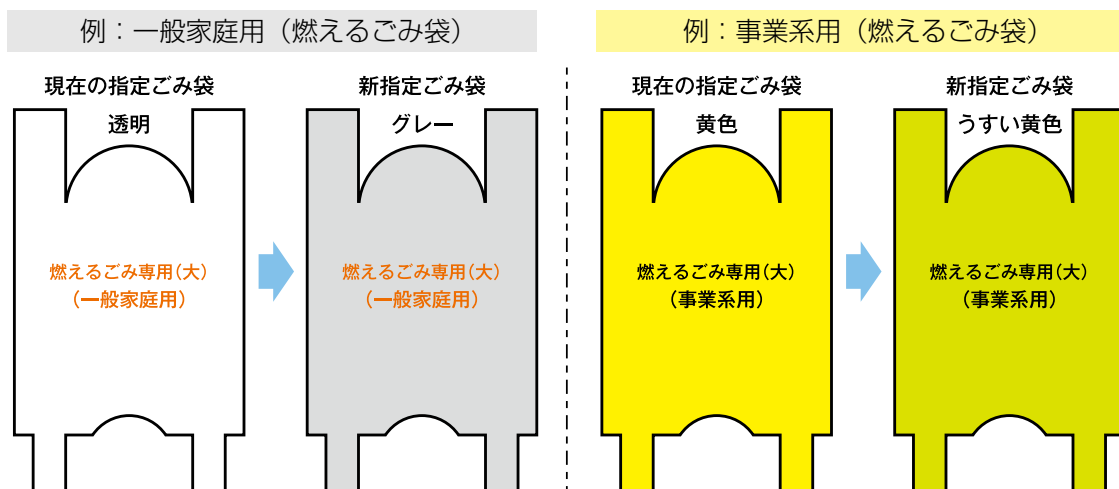 例：一般家庭用（燃えるごみ袋）
現在の指定ごみ袋
透明
燃えるごみ専用（大）
（一般家庭用）
新指定ごみ袋
グレー
燃えるごみ専用（大）
（一般家庭用）
例：事業系用（燃えるごみ袋）
現在の指定ごみ袋
黄色
燃えるごみ専用（大）
（事業系用）
新指定ごみ袋
うすい黄色
燃えるごみ専用（大）
（事業系用）